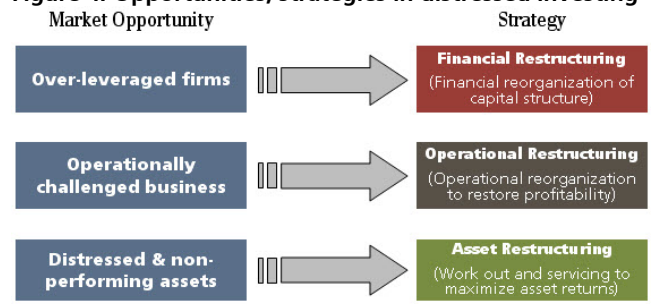 Market Opportunity
Strategy
Over-leveraged firms
Financial Restructuring
(Financial reorganization of
capital structure)
Operationally
challenged business
Operational Restructuring
(Operational reorganization
to restore profitability)
Distressed & non-
performing assets
Asset Restructuring
(Work out and servicing to
maximize asset returns)